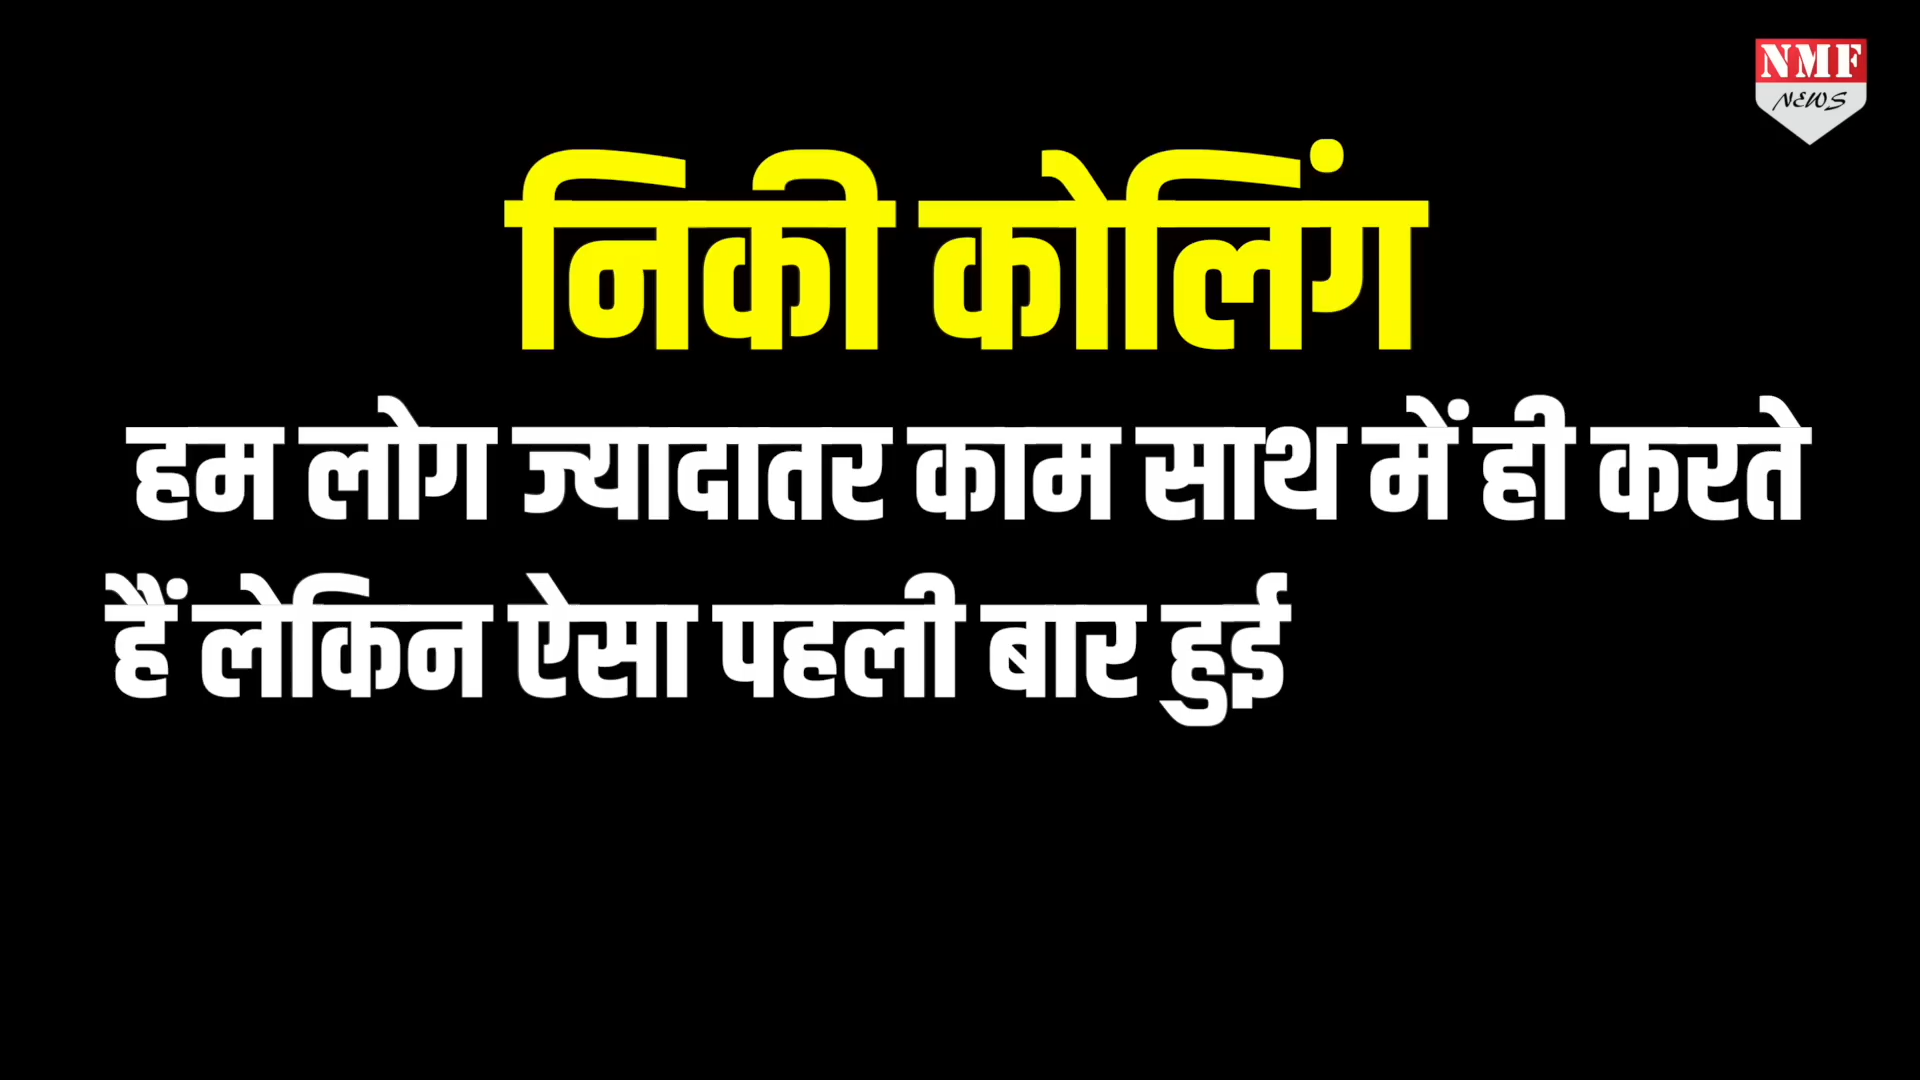 NMF
NEWS
निकी कोलिंग
हम लोग ज्यादातर काम साथ में ही करते
हैं लेकिन ऐसा पहली बार हुई